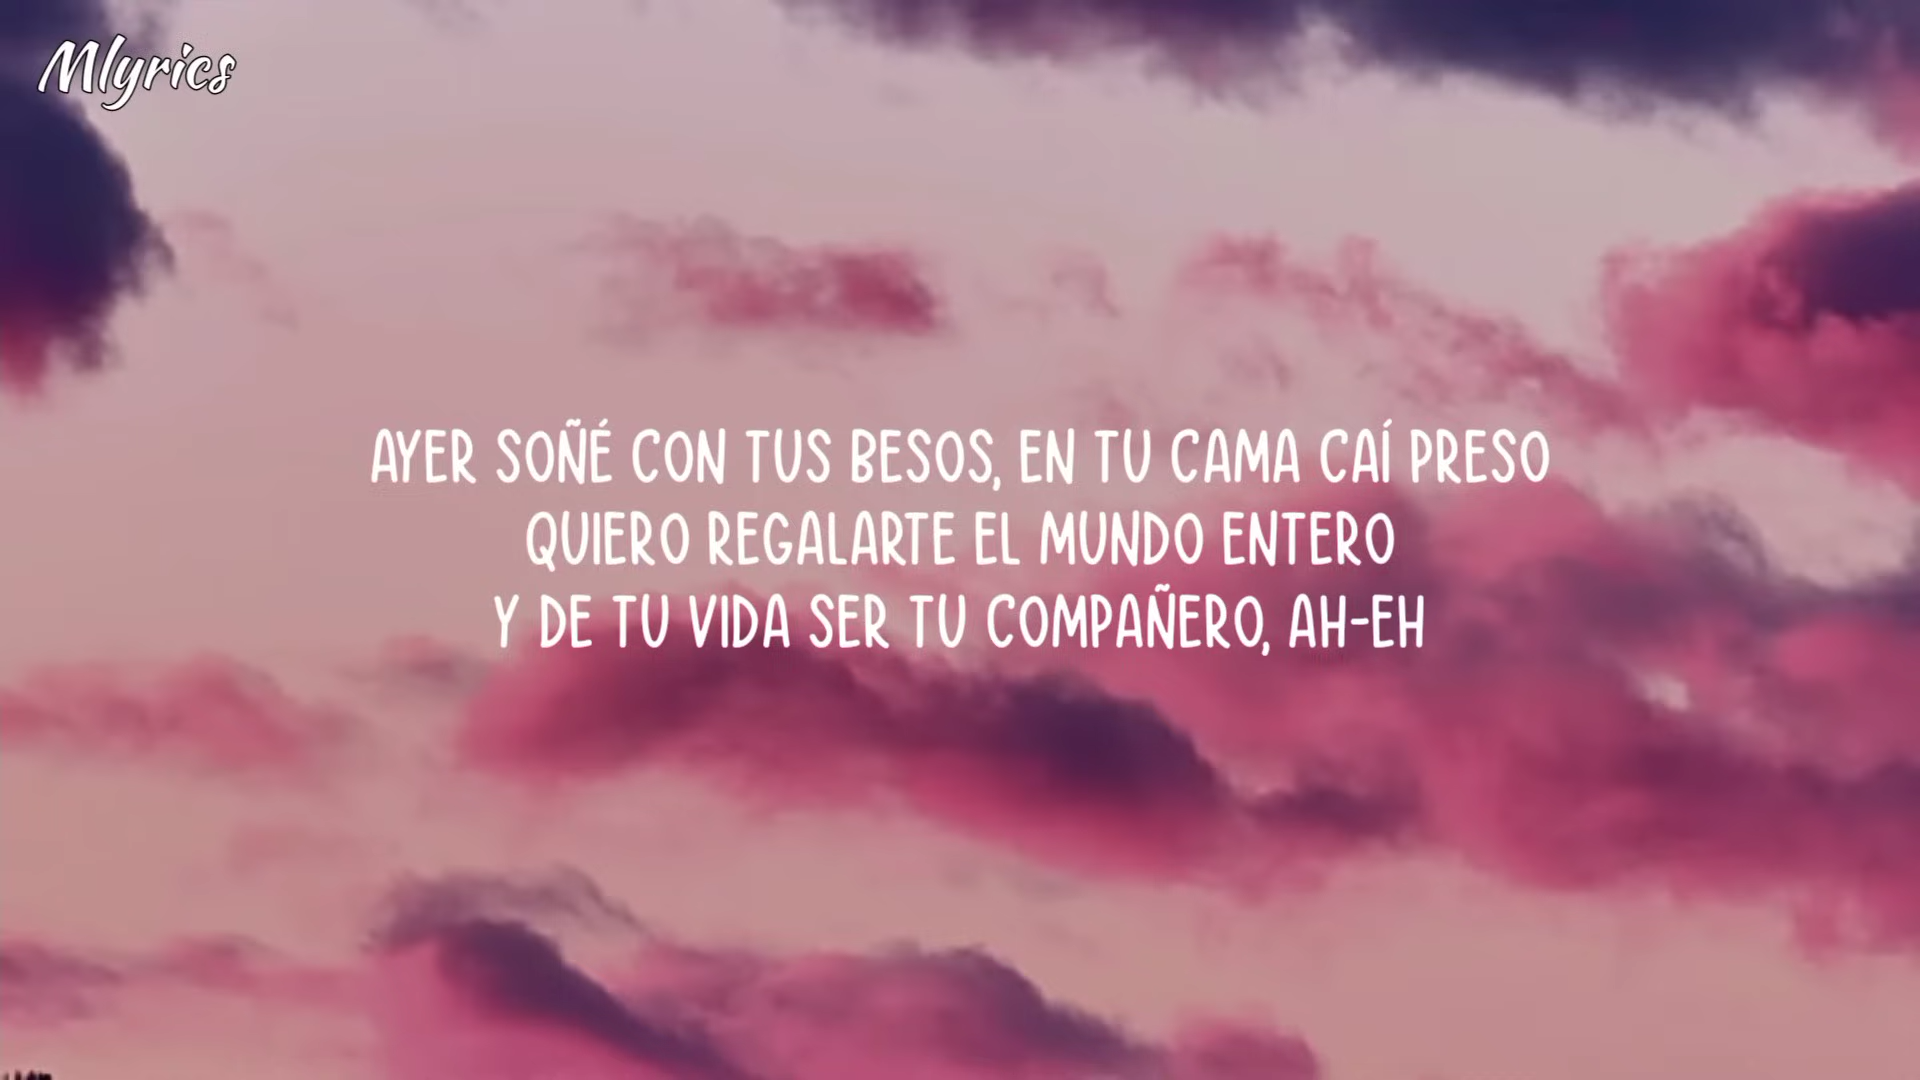 Mlyrics
AYER SOÑÉ CON TUS BESOS, EN TU CAMA CAÍ PRESO
QUIERO REGALARTE EL MUNDO ENTERO
Y DE TU VIDA SER TU COMPAÑERO, AH-EH